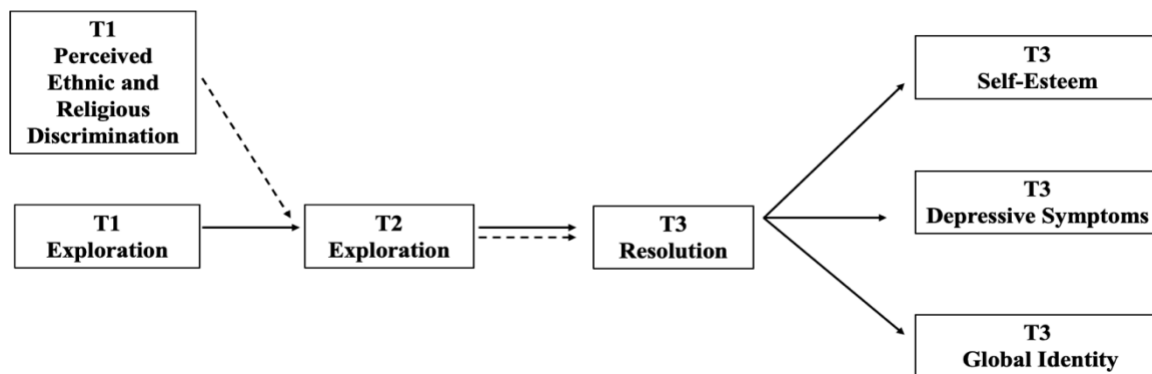 T1
Perceived
Ethnic and
Religious
Discrimination
T1
Exploration
T2
Exploration
T3
Resolution
T3
Self-Esteem
T3
Depressive Symptoms
T3
Global Identity